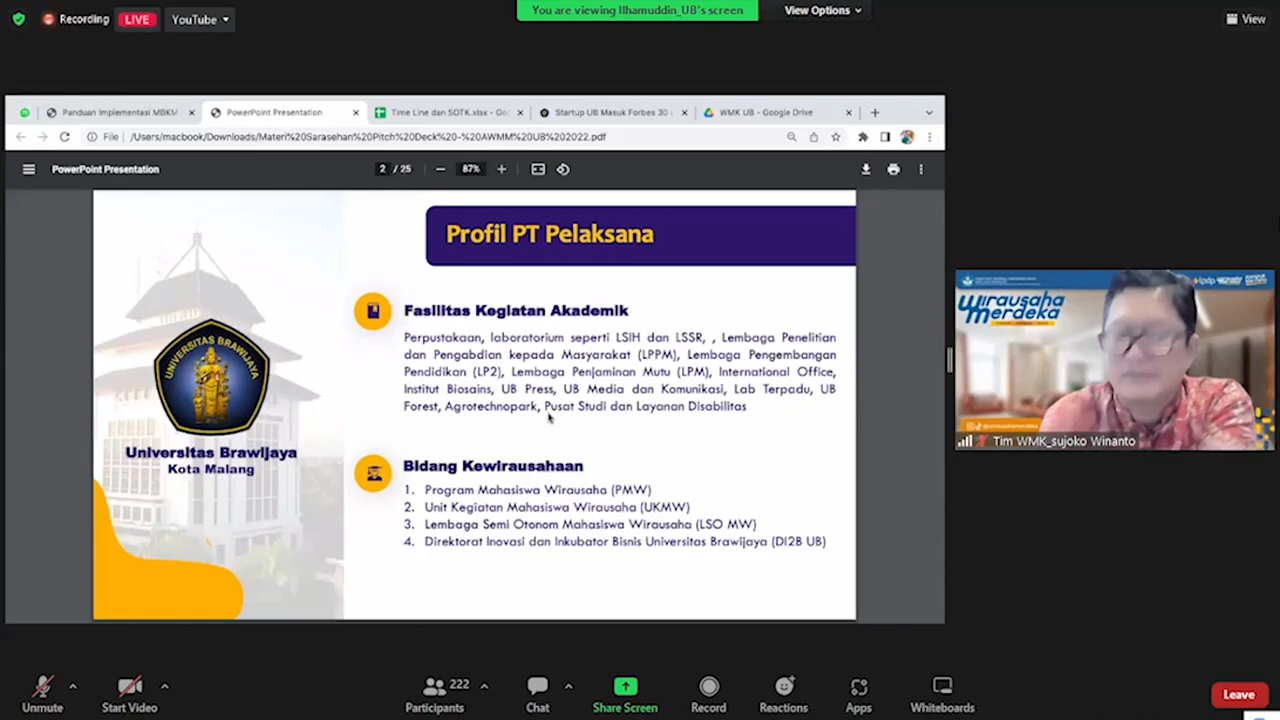 Recording
LIVE
YouTube
You are viewing Ilhamuddin_UB's screen
View Options
View
Panduan Implementasi MBKM
PowerPoint Presentation
Time Line dan SOTK.xlsx - Go
Startup UB Masuk Forbes 30
WMK UB - Google Drive
File
/Users/macbook/Downloads/Materi%20Sarasehan%20Pitch%20Deck%20-%20AWMM%20UB%202022.pdf
PowerPoint Presentation
2 / 25
87%
Profil PT Pelaksana
Fasilitas Kegiatan Akademik
Perpustakaan, laboratorium seperti LSIH dan LSSR, , Lembaga Penelitian
dan Pengabdian kepada Masyarakat (LPPM), Lembaga Pengembangan
Pendidikan (LP2), Lembaga Penjaminan Mutu (LPM), International Office,
Institut Biosains, UB Press, UB Media dan Komunikasi, Lab Terpadu, UB
Forest, Agrotechnopark, Pusat Studi dan Layanan Disabilitas
UNIVERSITAS BRAWIJAYA
Universitas Brawijaya
Kota Malang
Bidang Kewirausahaan
1. Program Mahasiswa Wirausaha (PMW)
2. Unit Kegiatan Mahasiswa Wirausaha (UKMW)
3. Lembaga Semi Otonom Mahasiswa Wirausaha (LSO MW)
4. Direktorat Inovasi dan Inkubator Bisnis Universitas Brawijaya (DI2B UB)
lpdp
Wirausaha
Merdeka
Tim WMK_sujoko Winanto
Unmute
Start Video
222
Participants
Chat
Share Screen
Record
Reactions
Apps
Whiteboards
Leave